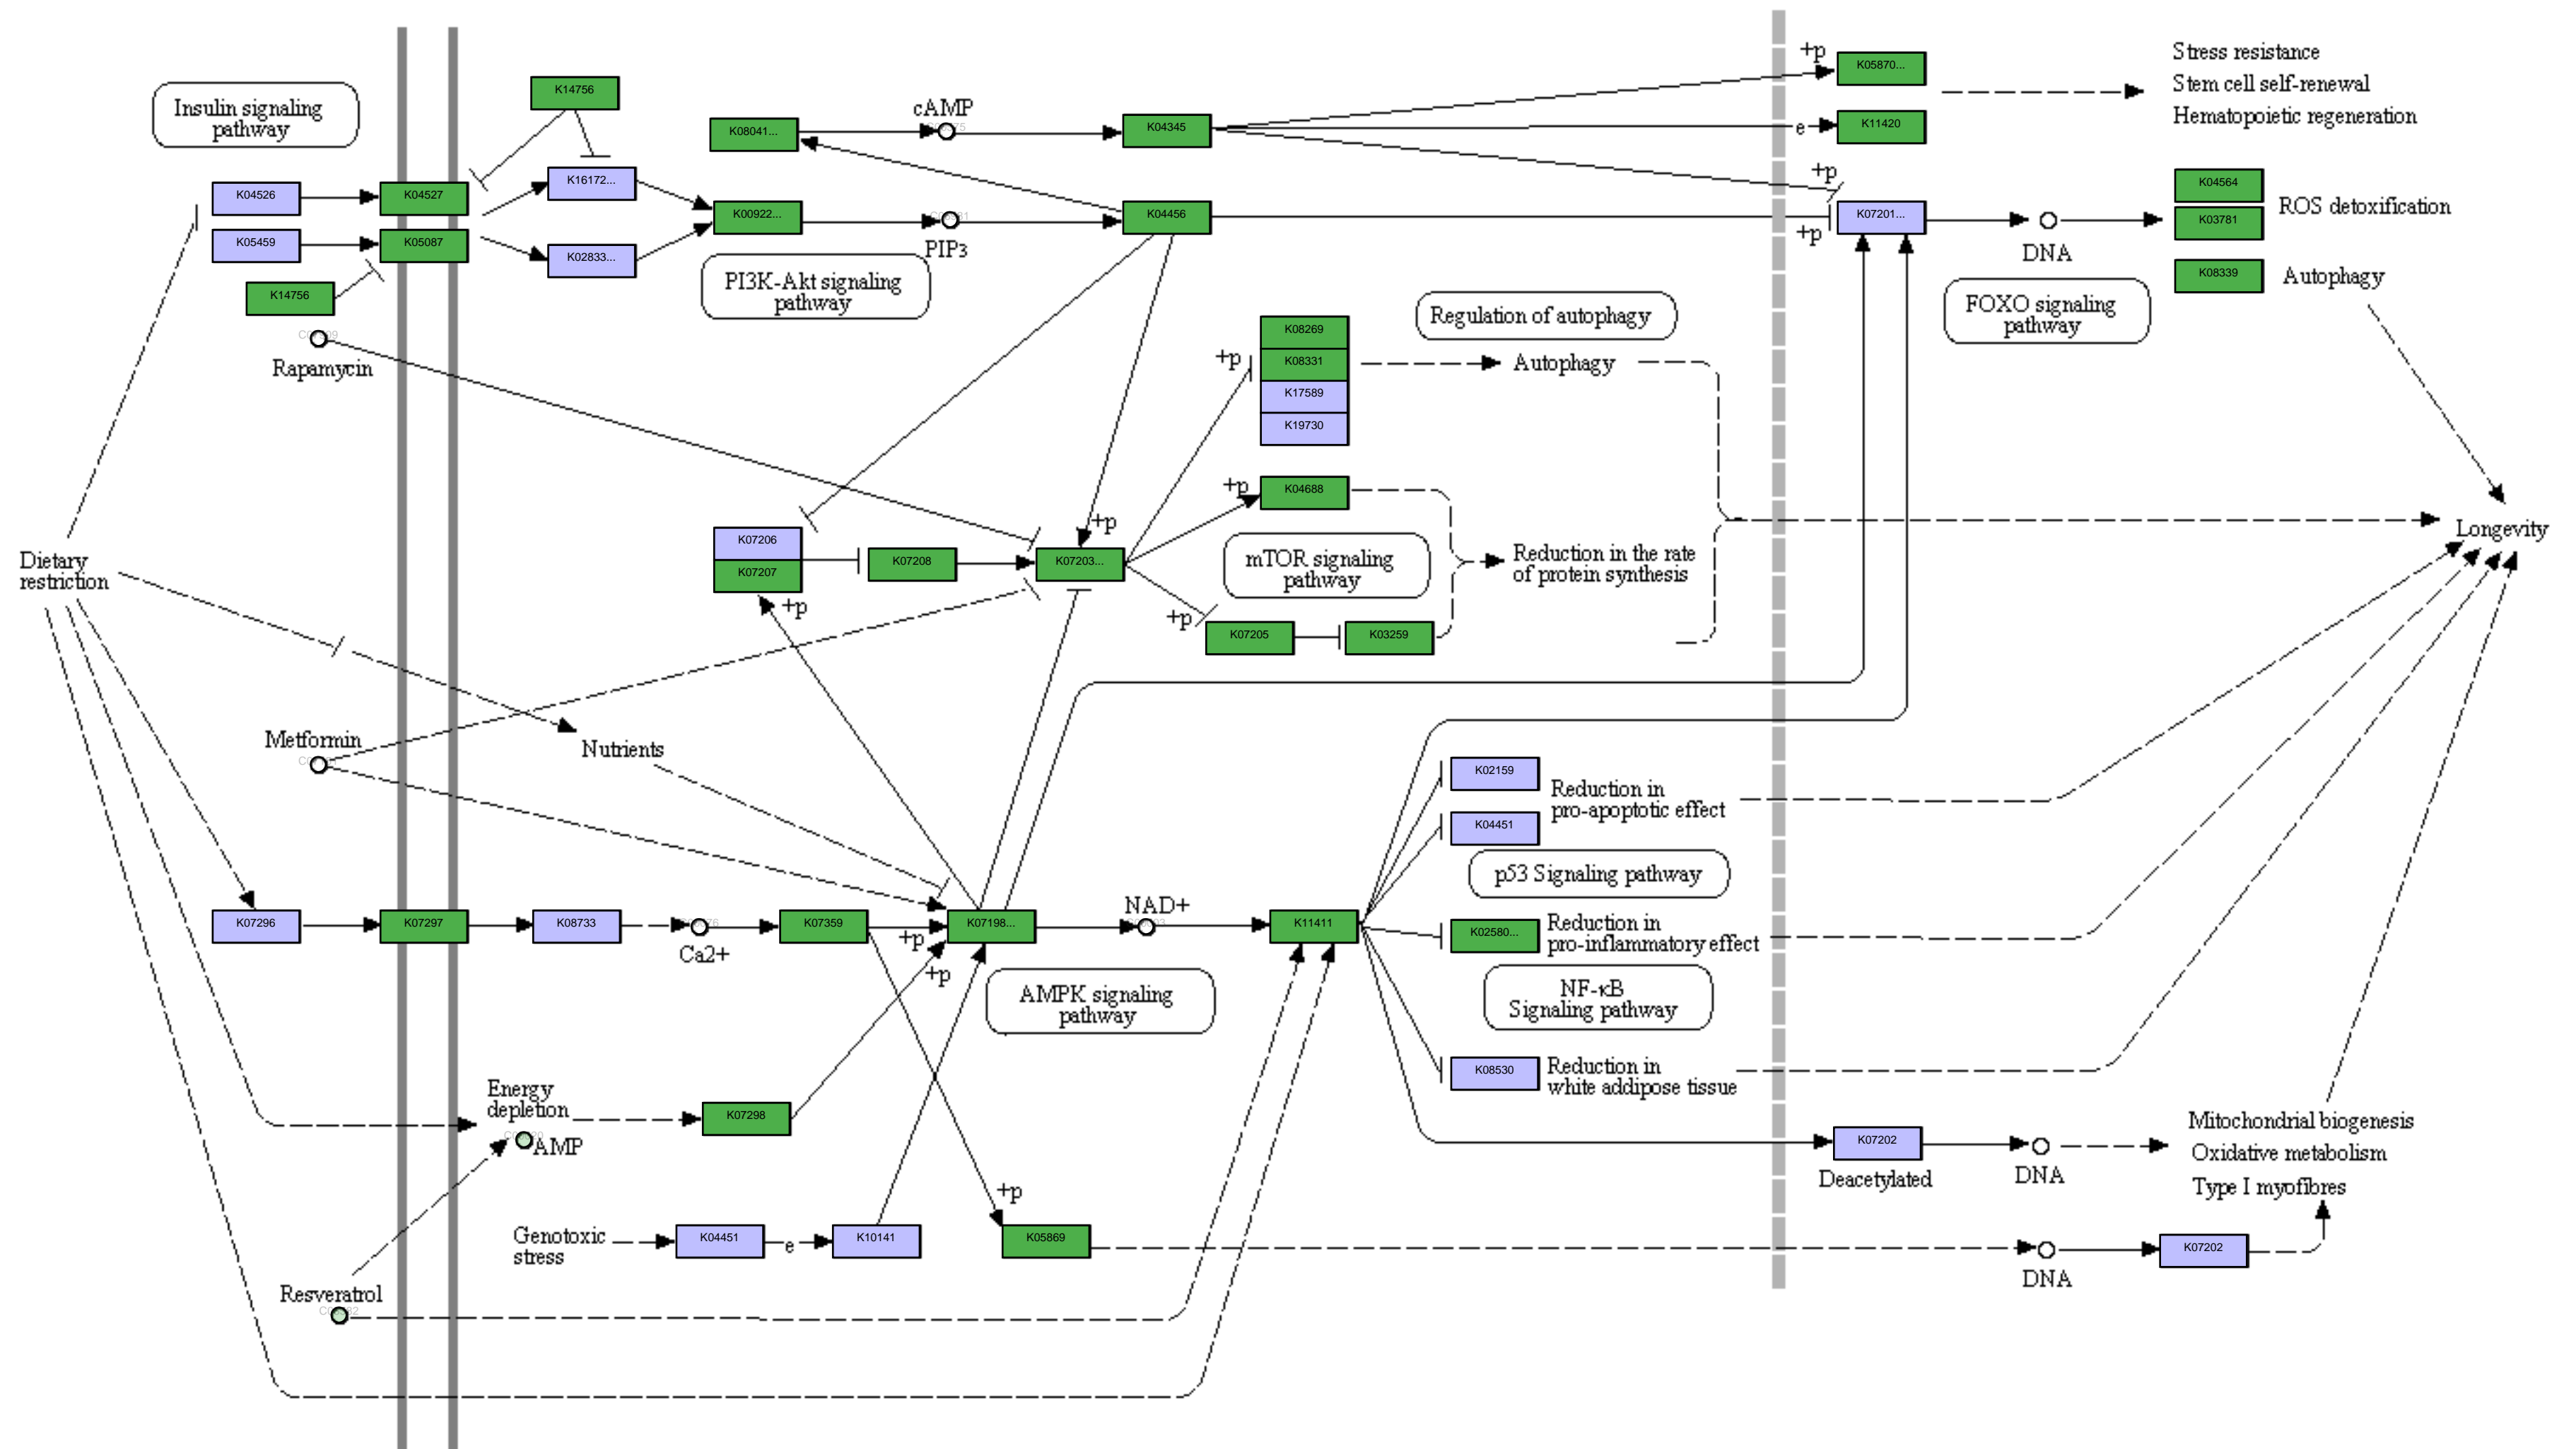 Stress resistance
Stem cell self-renewal
Hematopoietic regeneration
+p
K05870...
K14756
Insulin signaling
pathway
cAMP
K08041...
K04345
e
K11420
K04526
K04527
K16172...
K00922...
K04456
+p
K07201...
K04564
K03781
ROS detoxification
K05459
K05087
K02833...
PIP3
+p
DNA
K14756
PI3K-Akt signaling
pathway
K08339
Autophagy
FOXO signaling
pathway
Rapamycin
Regulation of autophagy
+p
K08269
K08331
K17589
K19730
Autophagy
+p
K04688
+p
K07206
K07207
K07208
K07203...
mTOR signaling
pathway
Reduction in the rate
of protein synthesis
Longevity
Dietary
restriction
+p
+p
K07205
K03259
Metformin
Nutrients
K02159
Reduction in
pro-apoptotic effect
K04451
p53 Signaling pathway
K07296
K07297
K08733
Ca2+
K07359
+p
K07198...
NAD+
K11411
K02580...
Reduction in
pro-inflammatory effect
+p
AMPK signaling
pathway
NF-κB
Signaling pathway
K08530
Reduction in
white addipose tissue
Energy
depletion
AMP
K07298
K07202
Deacetylated
DNA
Mitochondrial biogenesis
Oxidative metabolism
Type I myofibres
+p
Genotoxic
stress
K04451
e
K10141
K05869
DNA
K07202
Resveratrol